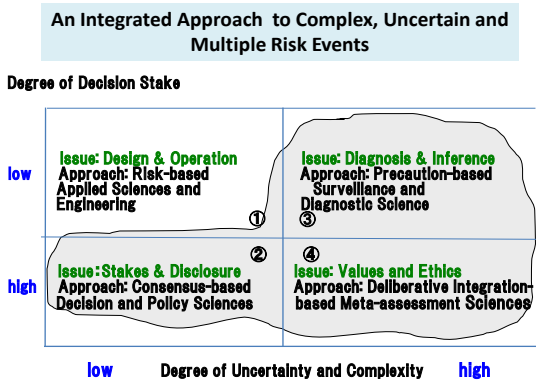 An Integrated Approach to Complex, Uncertain and
Multiple Risk Events
Degree of Decision Stake
low
Issue: Design & Operation
Approach: Risk-based
Applied Sciences and
Engineering
①
Issue: Diagnosis & Inference
Approach: Precaution-based
Surveillance and
Diagnostic Science
③
high
②
Issue: Stakes & Disclosure
Approach: Consensus-based
Decision and Policy Sciences
④
Issue: Values and Ethics
Approach: Deliberative Integration-
based Meta-assessment Sciences
low
Degree of Uncertainty and Complexity
high